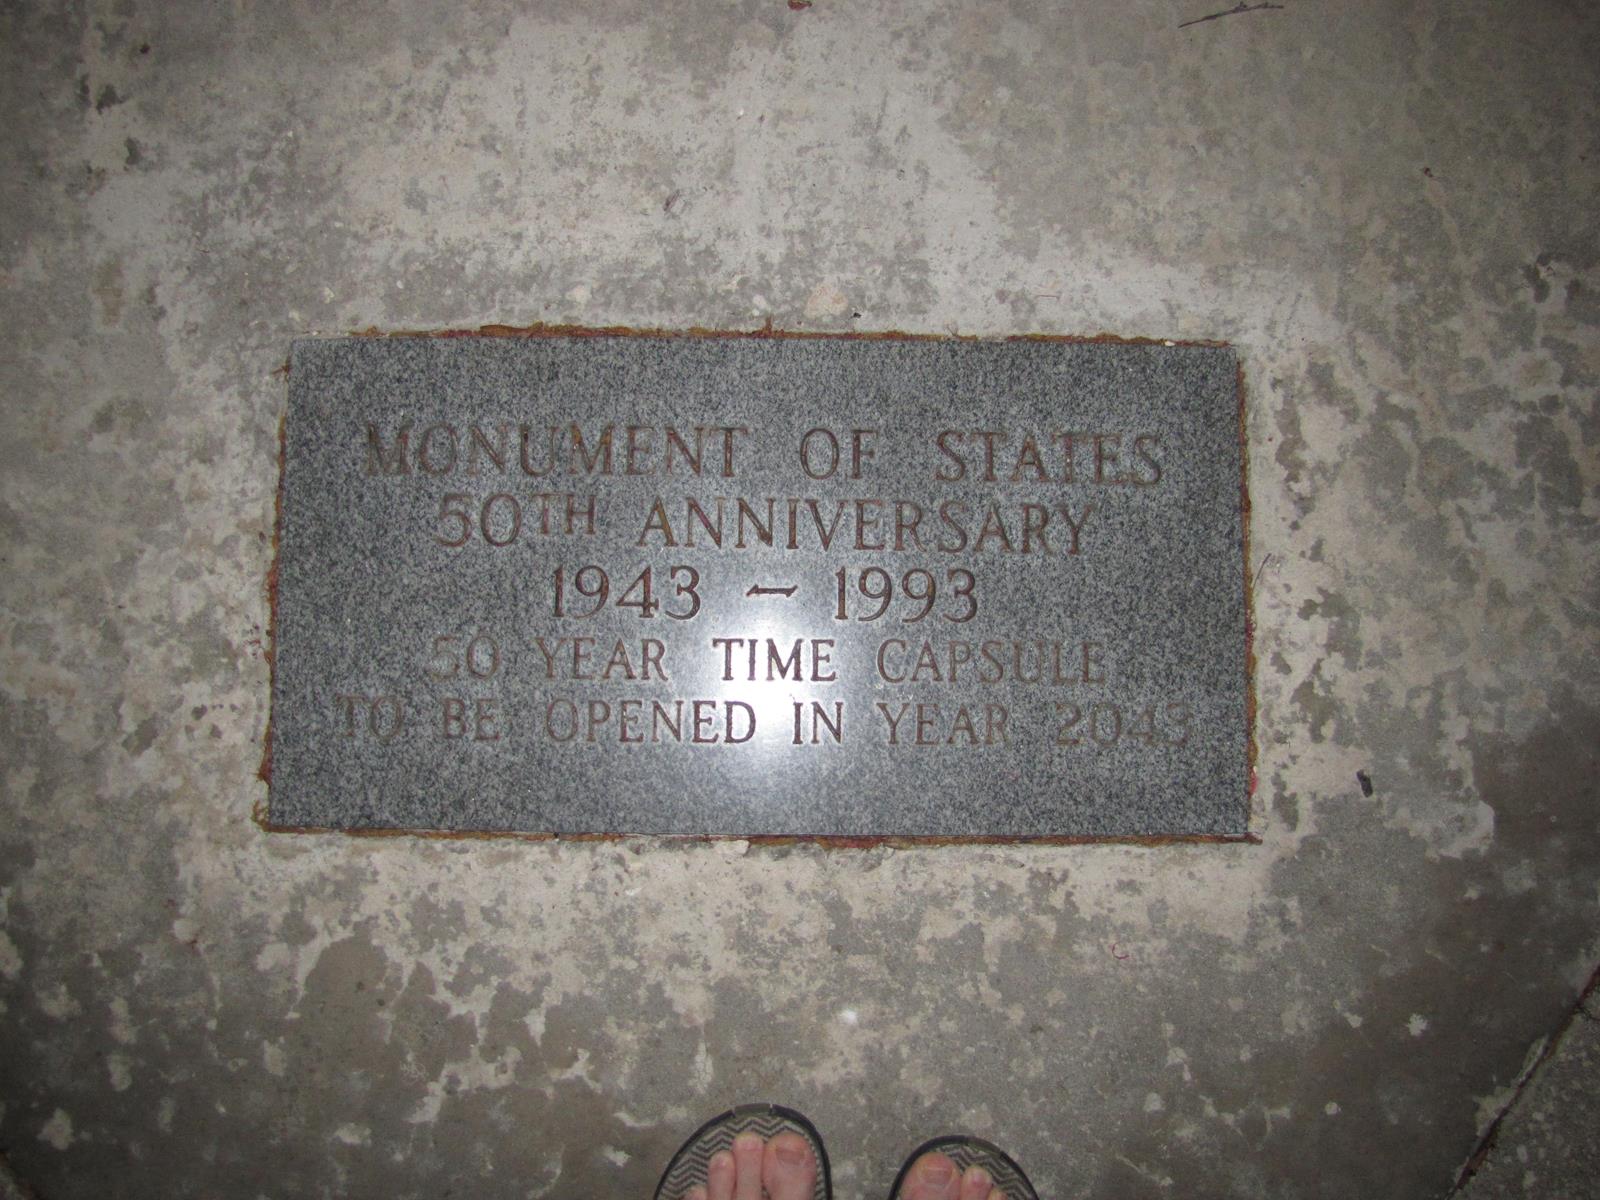 MONUMENT OF STATES
50TH ANNIVERSARY
1943 - 1993
50 YEAR TIME CAPSULE
TO BE OPENED IN YEAR 2043